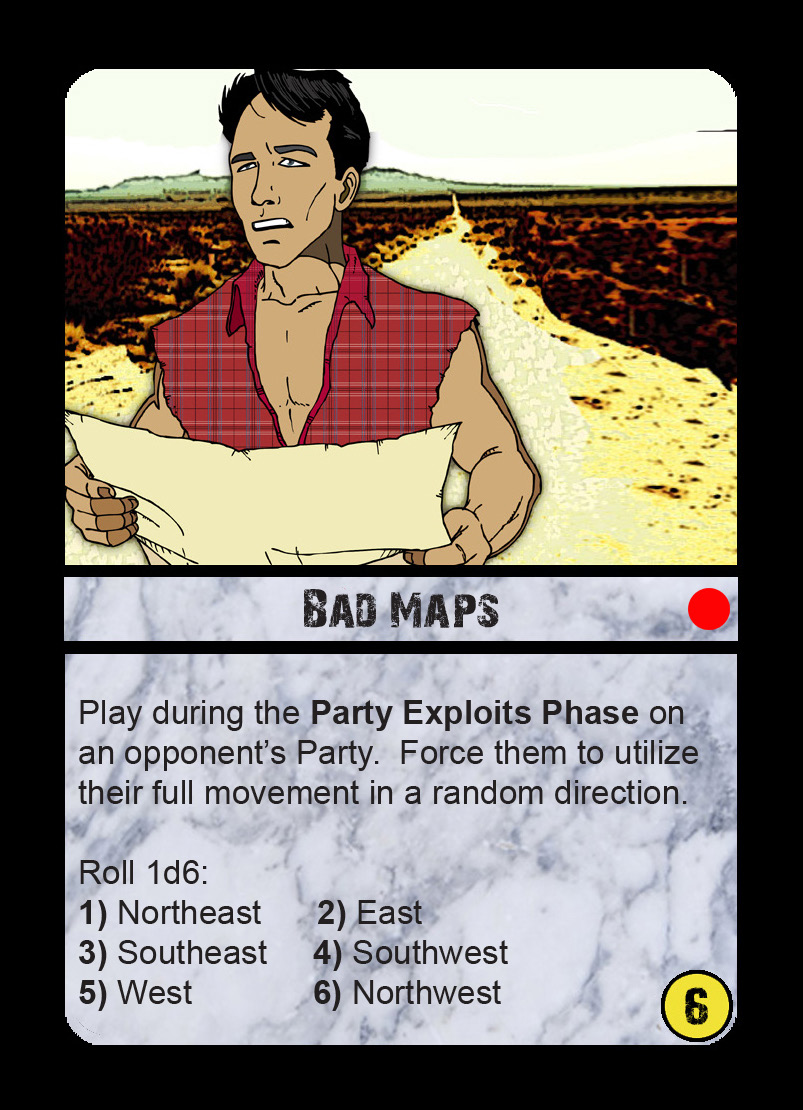 BAD MAPS
Play during the Party Exploits Phase on
an opponent’s Party.  Force them to utilize
their full movement in a random direction.
Roll 1d6:
1) Northeast 2) East
3) Southeast 4) Southwest
5) West 6) Northwest
6